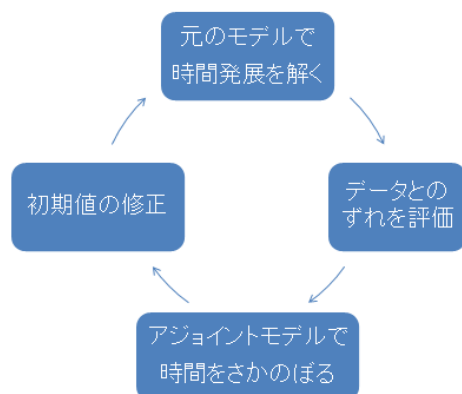 元のモデルで
時間発展を解く
データとの
ずれを評価
アジョイントモデルで
時間をさかのぼる
初期値の修正